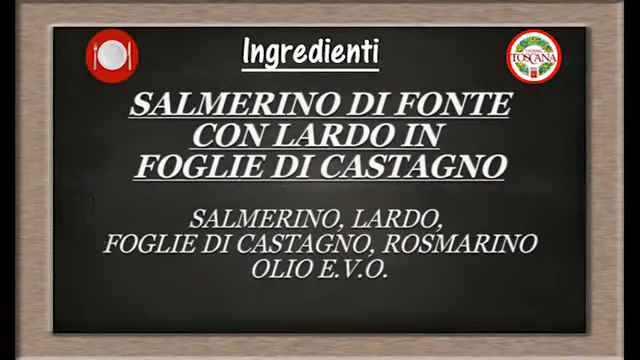 Ingredienti
TOSCANA
SALMERINO DI FONTE
CON LARDO IN
FOGLIE DI CASTAGNO
SALMERINO, LARDO,
FOGLIE DI CASTAGNO, ROSMARINO
OLIO E.V.O.